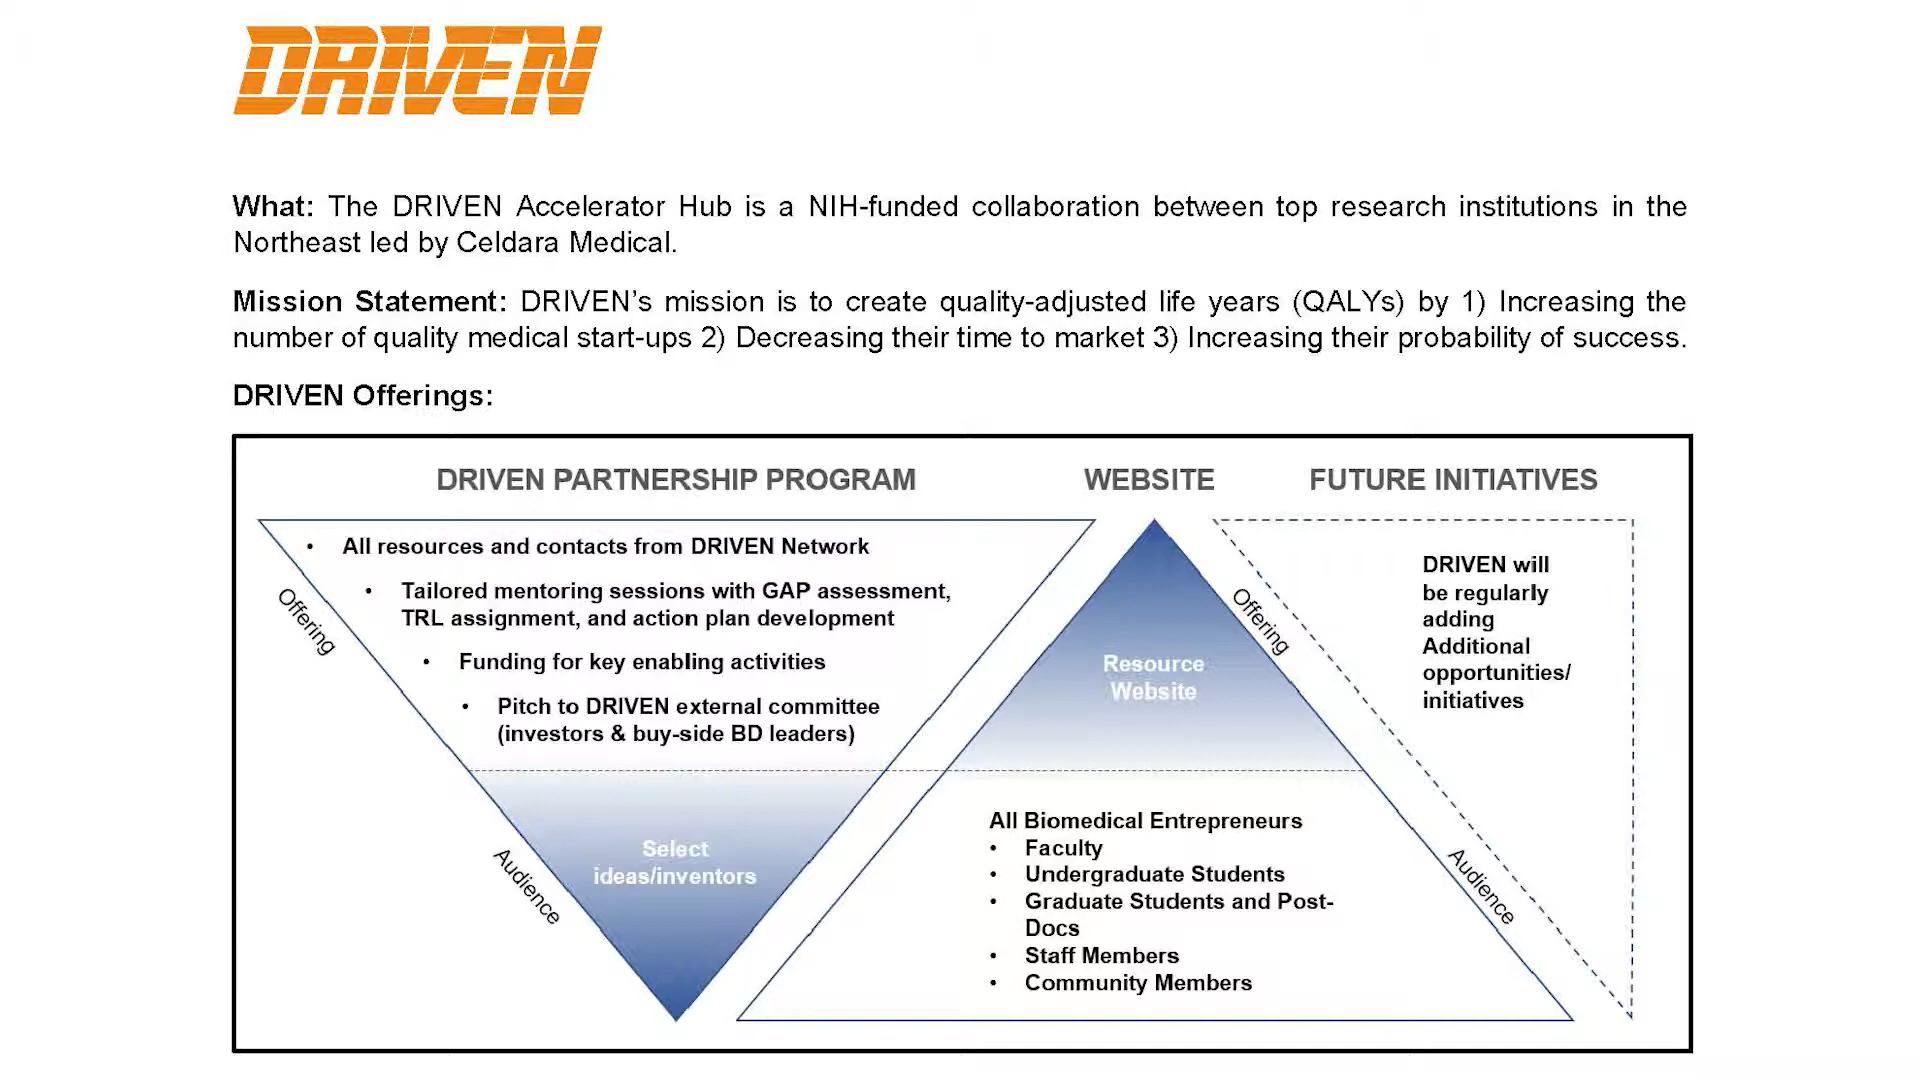 DRIVEN
What: The DRIVEN Accelerator Hub is a NIH-funded collaboration between top research institutions in the
Northeast led by Celdara Medical.
Mission Statement: DRIVEN’s mission is to create quality-adjusted life years (QALYs) by 1) Increasing the
number of quality medical start-ups 2) Decreasing their time to market 3) Increasing their probability of success.
DRIVEN Offerings:
DRIVEN PARTNERSHIP PROGRAM
• All resources and contacts from DRIVEN Network
• Tailored mentoring sessions with GAP assessment,
TRL assignment, and action plan development
• Funding for key enabling activities
• Pitch to DRIVEN external committee
(investors & buy-side BD leaders)
Offering
Select
ideas/inventors
Audience
WEBSITE
Resource
Website
Offering
All Biomedical Entrepreneurs
• Faculty
• Undergraduate Students
• Graduate Students and Post-
Docs
• Staff Members
• Community Members
Audience
FUTURE INITIATIVES
DRIVEN will
be regularly
adding
Additional
opportunities/
initiatives